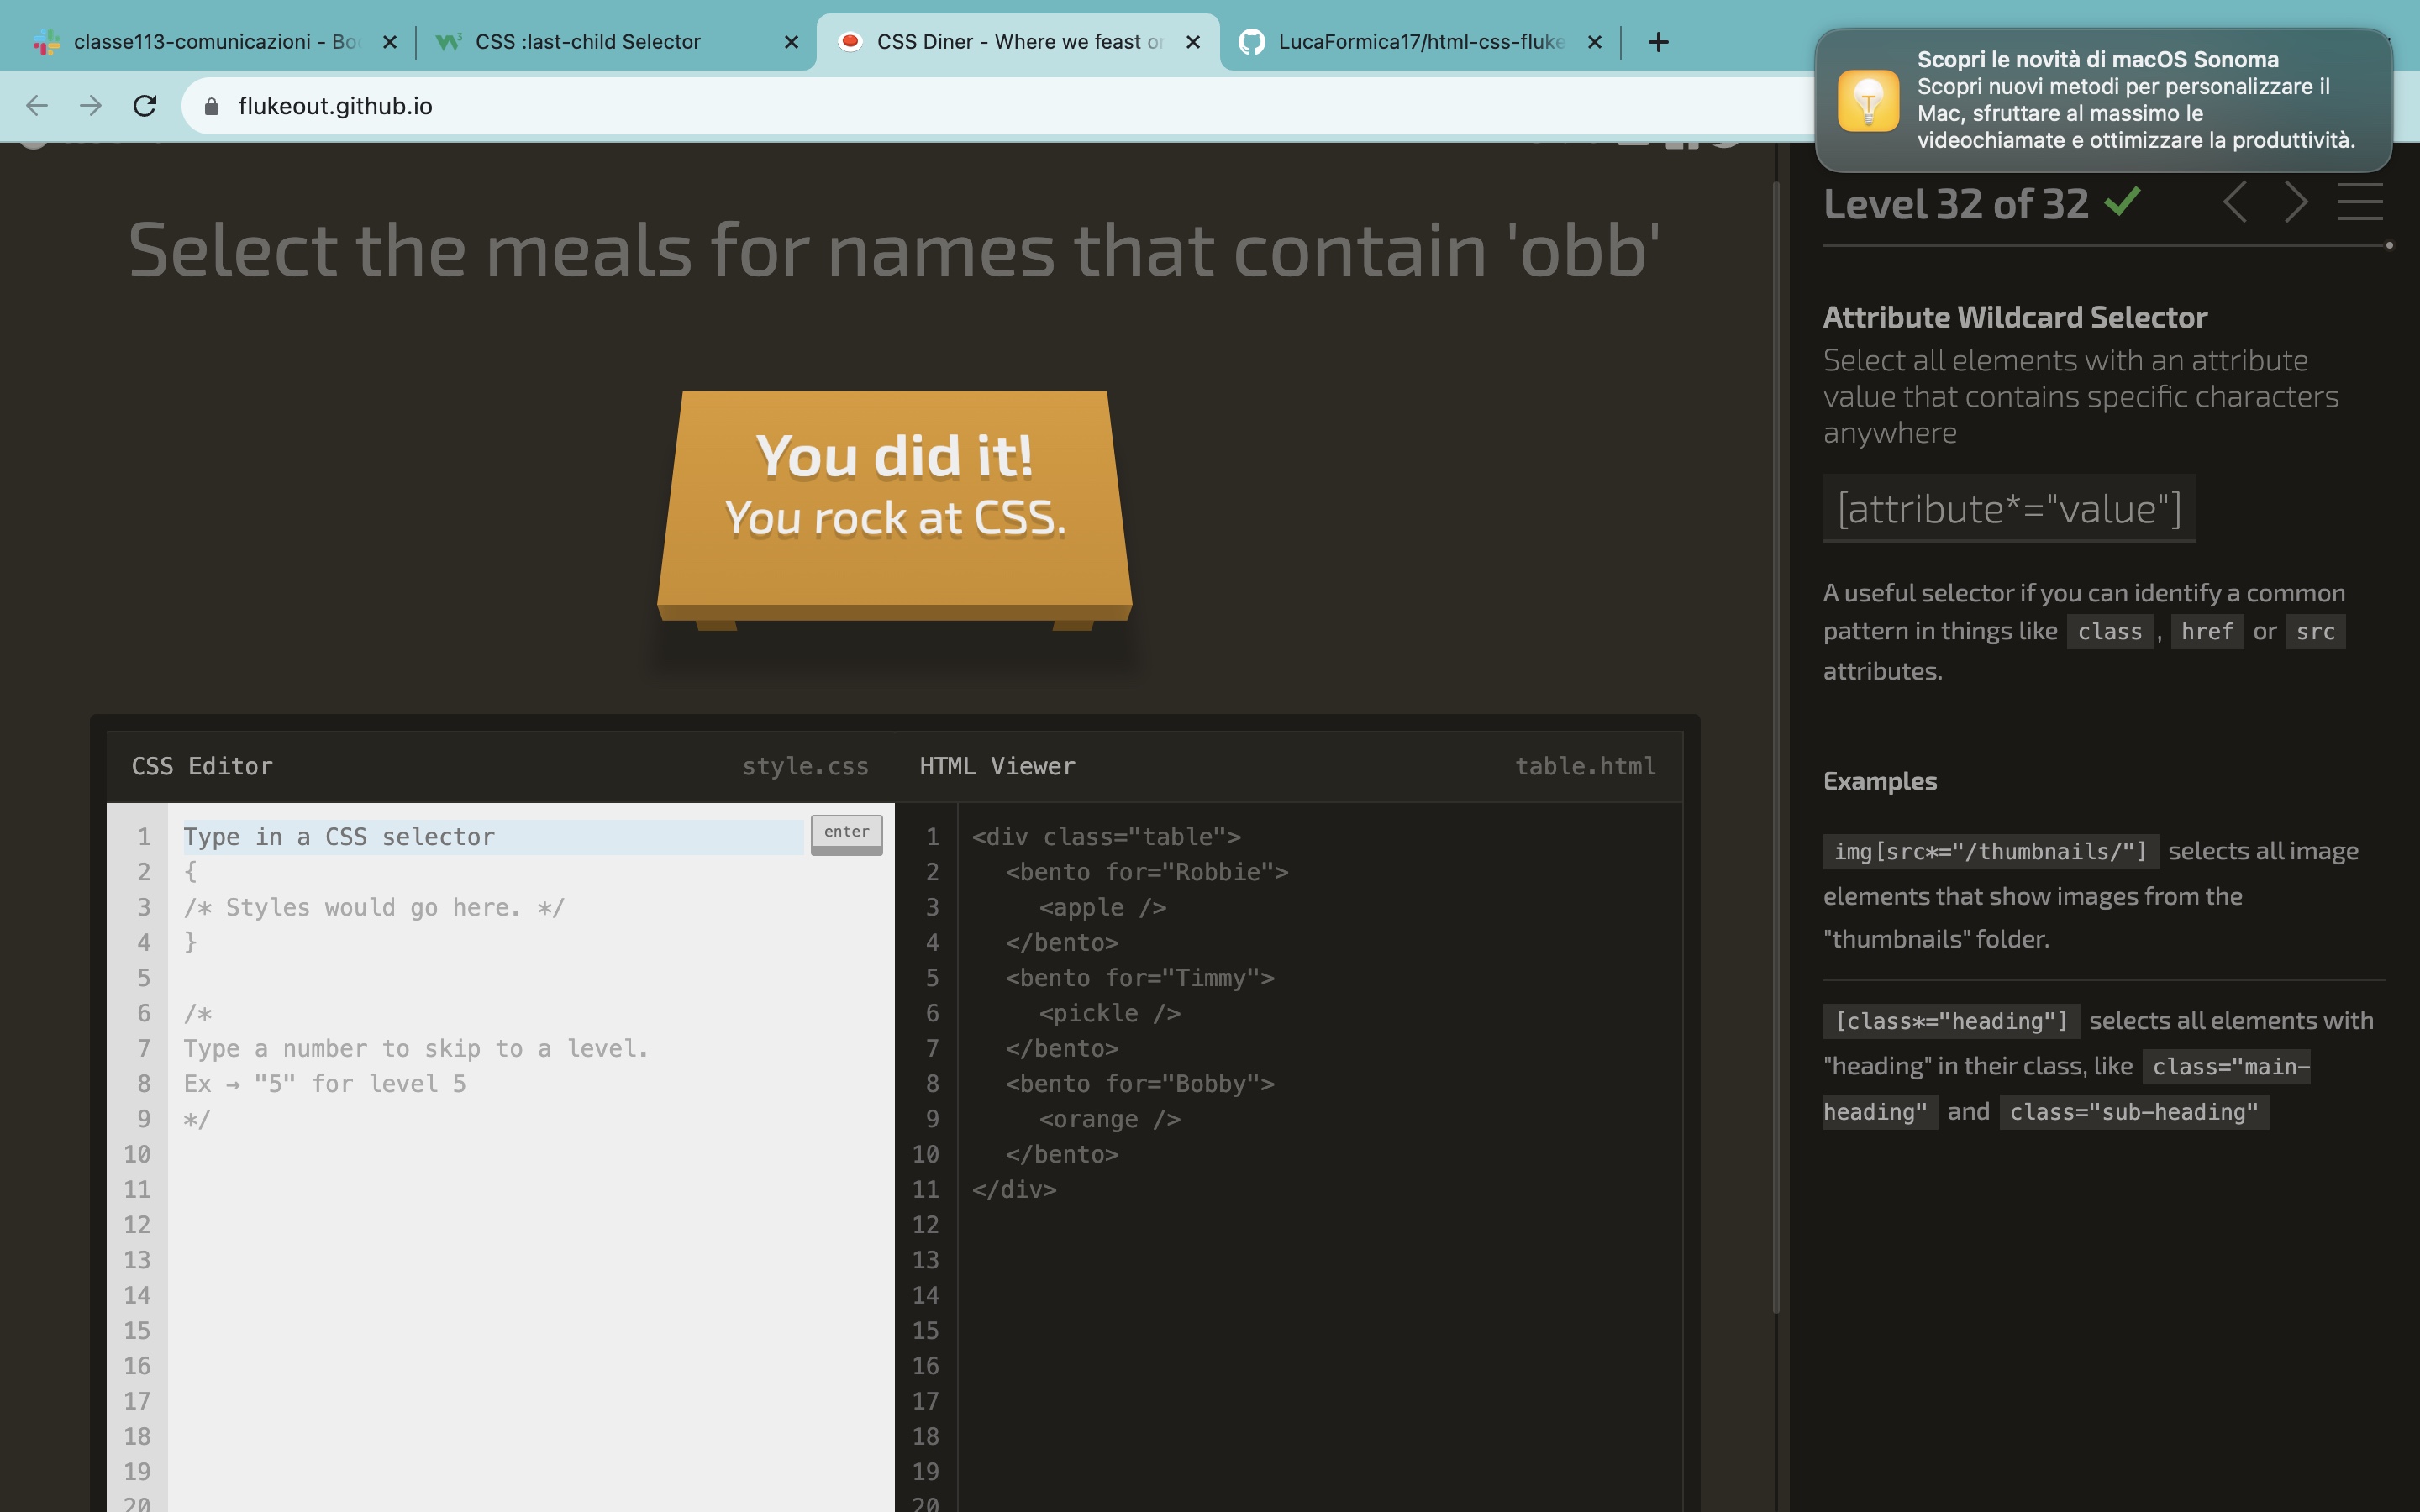 classe113-comunicazioni - Boo
CSS :last-child Selector
CSS Diner - Where we feast on
LucaFormica17/html-css-fluke
flukeout.github.io
Scopri le novità di macOS Sonoma
Scopri nuovi metodi per personalizzare il
Mac, sfruttare al massimo le
videochiamate e ottimizzare la produttività.
Select the meals for names that contain 'obb'
You did it!
You rock at CSS.
CSS Editor
style.css
1 Type in a CSS selector
enter
2 {
3 /* Styles would go here. */
4 }
5
6 /*
7 Type a number to skip to a level.
8 Ex → "5" for level 5
9 */
10
11
12
13
14
15
16
17
18
19
20
HTML Viewer
table.html
1 <div class="table">
2 <bento for="Robbie">
3 <apple />
4 </bento>
5 <bento for="Timmy">
6 <pickle />
7 </bento>
8 <bento for="Bobby">
9 <orange />
10 </bento>
11 </div>
12
13
14
15
16
17
18
19
20
Level 32 of 32
Attribute Wildcard Selector
Select all elements with an attribute
value that contains specific characters
anywhere
[attribute*="value"]
A useful selector if you can identify a common
pattern in things like class , href or src
attributes.
Examples
img[src*="/thumbnails/"] selects all image
elements that show images from the
"thumbnails" folder.
[class*="heading"] selects all elements with
"heading" in their class, like class="main-
heading" and class="sub-heading"